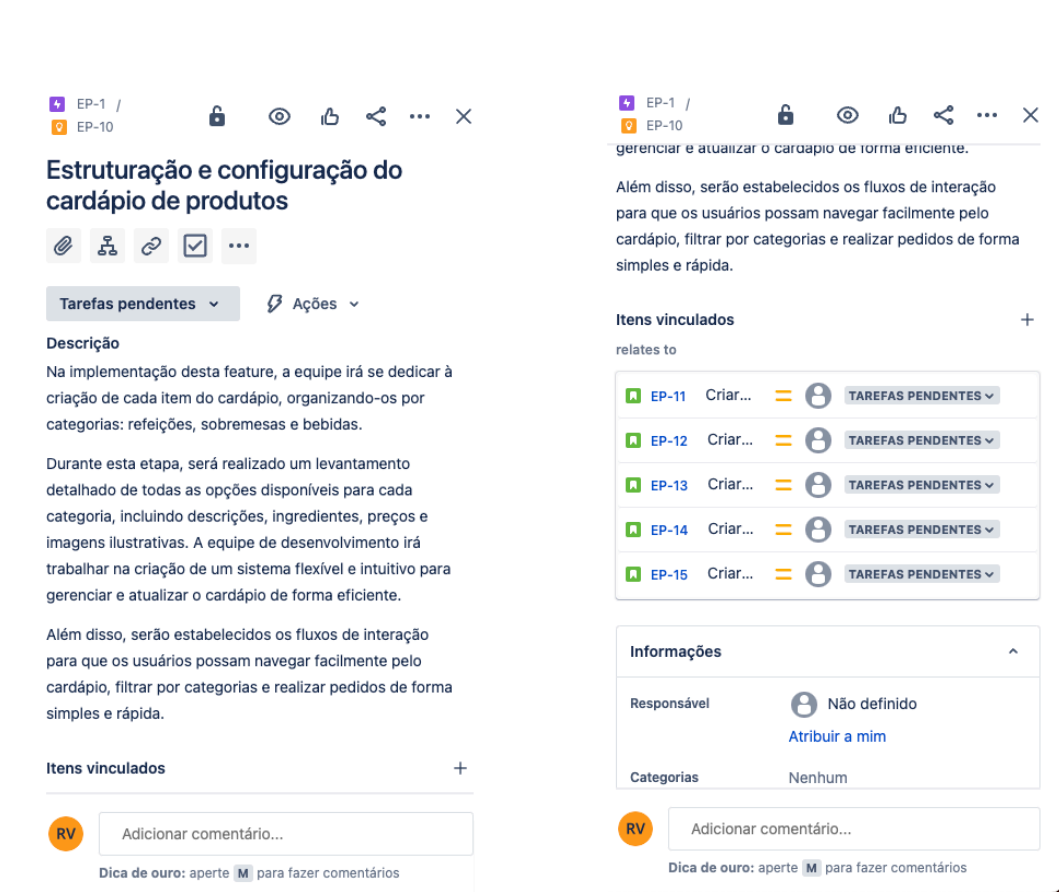 EP-1 /
EP-10
Estruturação e configuração do
cardápio de produtos
Tarefas pendentes
Ações
Descrição
Na implementação desta feature, a equipe irá se dedicar à
criação de cada item do cardápio, organizando-os por
categorias: refeições, sobremesas e bebidas.
Durante esta etapa, será realizado um levantamento
detalhado de todas as opções disponíveis para cada
categoria, incluindo descrições, ingredientes, preços e
imagens ilustrativas. A equipe de desenvolvimento irá
trabalhar na criação de um sistema flexível e intuitivo para
gerenciar e atualizar o cardápio de forma eficiente.
Além disso, serão estabelecidos os fluxos de interação
para que os usuários possam navegar facilmente pelo
cardápio, filtrar por categorias e realizar pedidos de forma
simples e rápida.
Itens vinculados
RV
Adicionar comentário...
Dica de ouro: aperte M para fazer comentários
EP-1 /
EP-10
gerenciar e atualizar o cardápio de forma eficiente.
Além disso, serão estabelecidos os fluxos de interação
para que os usuários possam navegar facilmente pelo
cardápio, filtrar por categorias e realizar pedidos de forma
simples e rápida.
Itens vinculados
relates to
EP-11 Criar... TAREFAS PENDENTES
EP-12 Criar... TAREFAS PENDENTES
EP-13 Criar... TAREFAS PENDENTES
EP-14 Criar... TAREFAS PENDENTES
EP-15 Criar... TAREFAS PENDENTES
Informações
Responsável Não definido
Atribuir a mim
Categorias Nenhum
RV
Adicionar comentário...
Dica de ouro: aperte M para fazer comentários